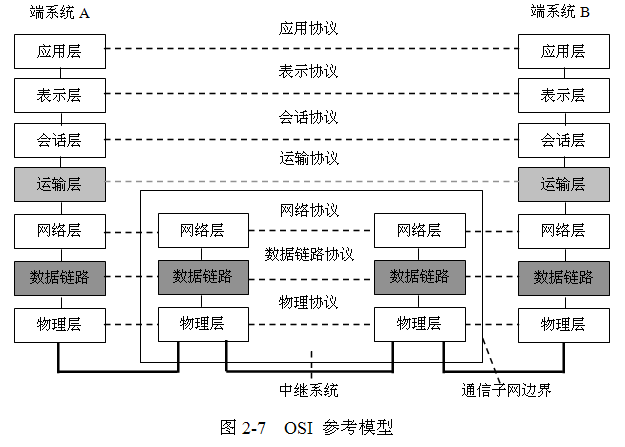 端系统 A
端系统 B
应用协议
应用层
应用层
表示协议
表示层
表示层
会话协议
会话层
会话层
运输协议
运输层
运输层
网络协议
网络层
网络层
网络层
网络层
数据链路协议
数据链路
数据链路
数据链路
数据链路
物理协议
物理层
物理层
物理层
物理层
中继系统
通信子网边界
图 2-7 OSI 参考模型